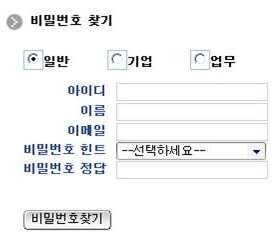 비밀번호 찾기
일반 기업 업무
아이디
이름
이메일
비밀번호 힌트 --선택하세요--
비밀번호 정답
비밀번호찾기